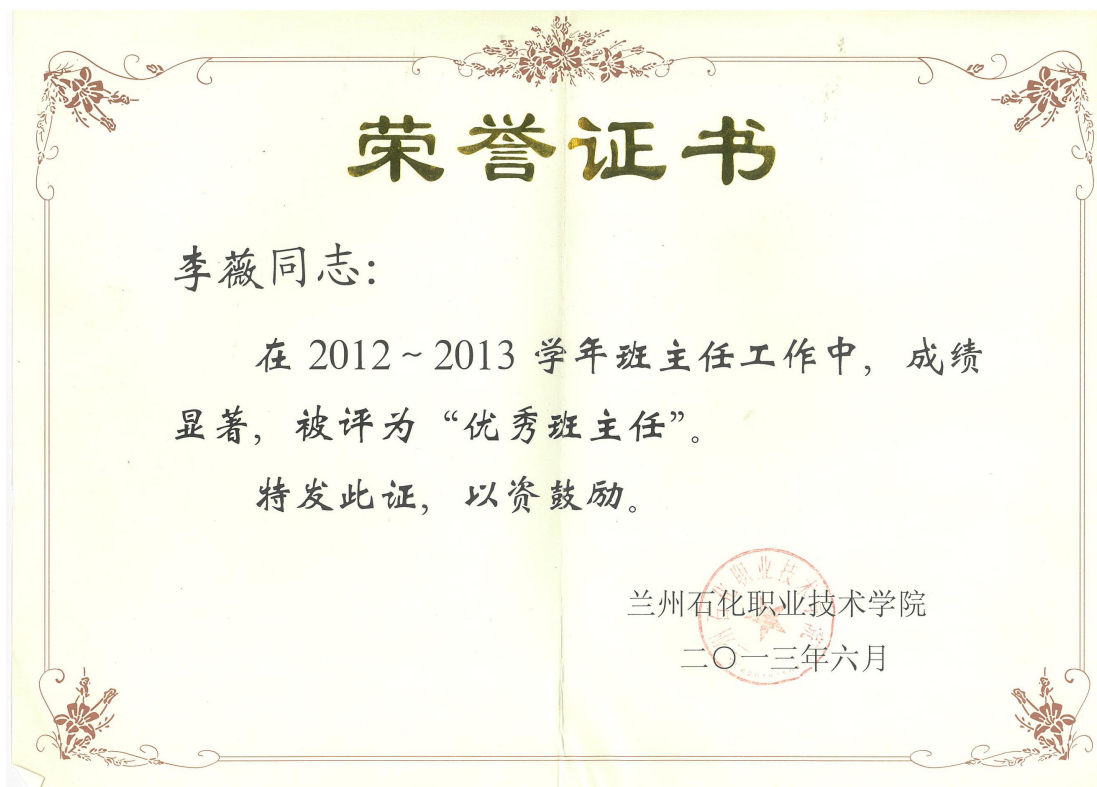 荣誉证书
李薇同志：
在 2012～2013 学年班主任工作中，成绩
显著，被评为“优秀班主任”。
特发此证，以资鼓励。
兰州石化职业技术学院
二〇一三年六月